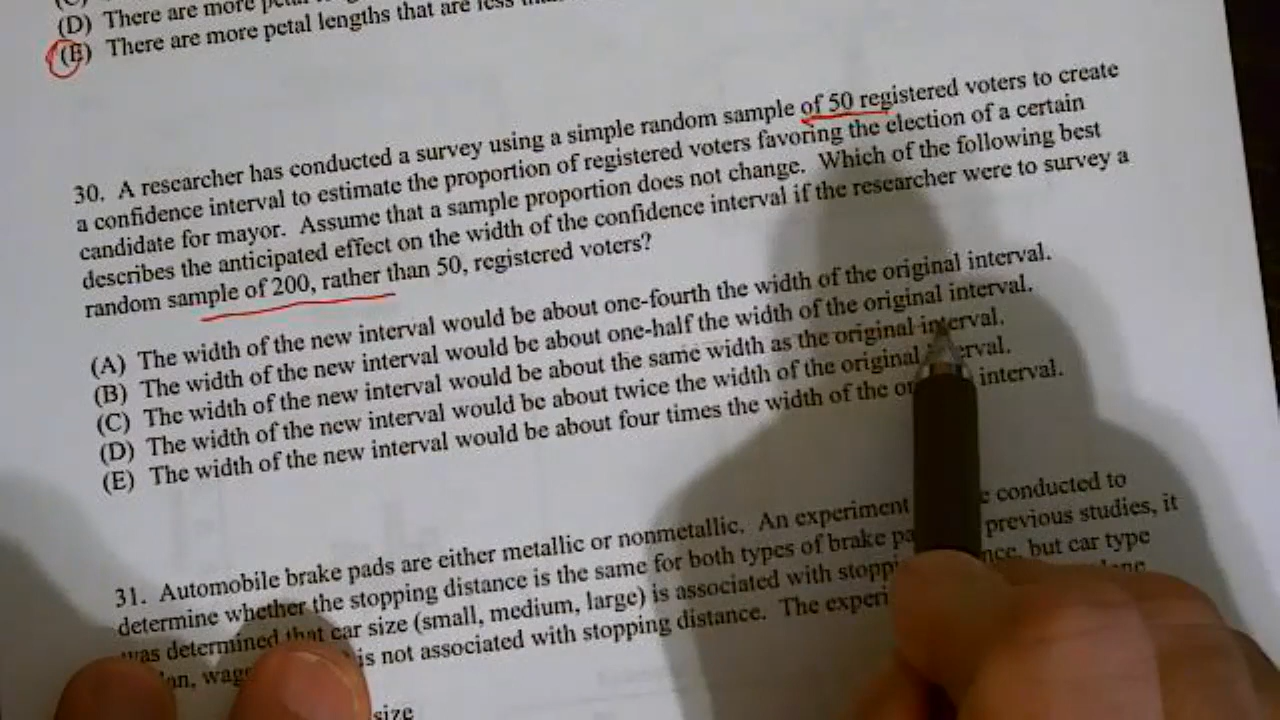 (D) There are more petal
(E) There are more petal lengths that are less
30. A researcher has conducted a survey using a simple random sample of 50 registered voters to create
a confidence interval to estimate the proportion of registered voters favoring the election of a certain
candidate for mayor. Assume that a sample proportion does not change. Which of the following best
describes the anticipated effect on the width of the confidence interval if the researcher were to survey a
random sample of 200, rather than 50, registered voters?
(A) The width of the new interval would be about one-fourth the width of the original interval.
(B) The width of the new interval would be about one-half the width of the original interval.
(C) The width of the new interval would be about the same width as the original interval.
(D) The width of the new interval would be about twice the width of the original interval.
(E) The width of the new interval would be about four times the width of the interval.
31. Automobile brake pads are either metallic or nonmetallic. An experiment conducted to
determine whether the stopping distance is the same for both types of brake previous studies, it
was determined that car size (small, medium, large) is associated with but car type
is not associated with stopping distance. The
size